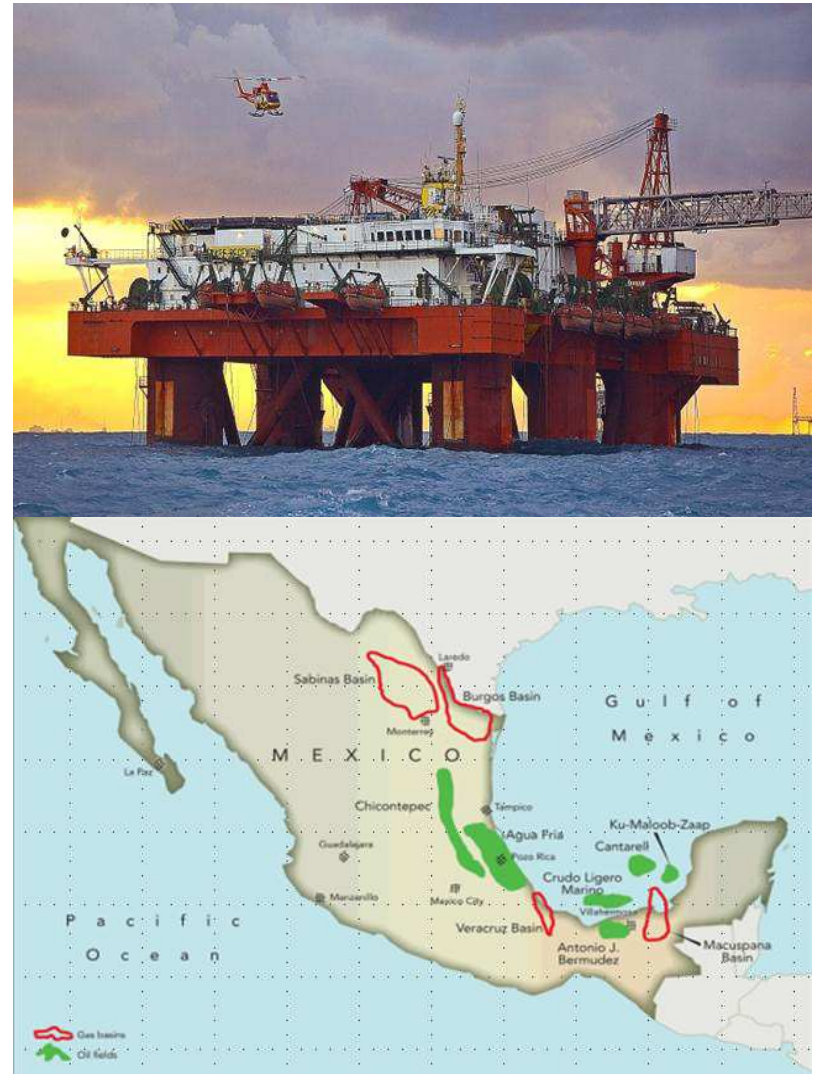 Laredo
Sabinas Basin
Burgos Basin
Gulf of
Mexico
Monterrey
MEXICO
La Paz
Chicontepec
Tampico
Ku-Maloob-Zaap
Agua Fria
Cantarell
Guadalajara
Poza Rica
Crudo Ligero
Marino
Manzanillo
Mexico City
Villahermosa
Pacific
Ocean
Veracruz Basin
Antonio J.
Bermudez
Macuspana
Basin
Gas basins
Oil fields